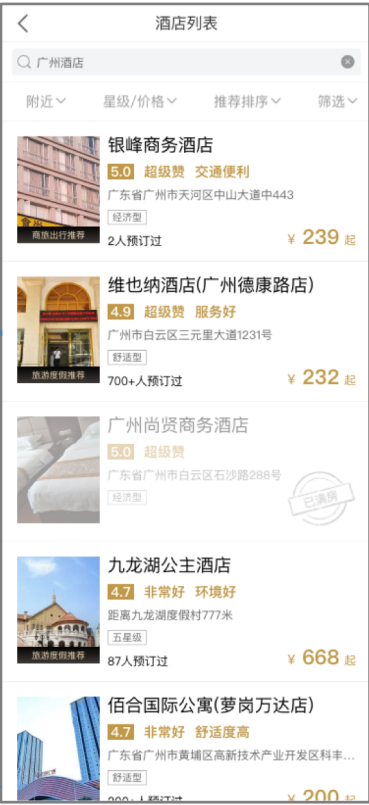 酒店列表
广州酒店
附近
星级/价格
推荐排序
筛选
银峰商务酒店
5.0 超级赞 交通便利
广东省广州市天河区中山大道中443
经济型
商旅出行推荐
2人预订过
¥ 239 起
维也纳酒店(广州德康路店)
4.9 超级赞 服务好
广州市白云区三元里大道1231号
舒适型
旅游度假推荐
700+人预订过
¥ 232 起
广州尚贤商务酒店
5.0 超级赞
广东省广州市白云区石沙路288号
经济型
已满房
九龙湖公主酒店
4.7 非常好 环境好
距离九龙湖度假村777米
五星级
旅游度假推荐
87人预订过
¥ 668 起
佰合国际公寓(萝岗万达店)
4.7 非常好 舒适度高
广东省广州市黄埔区高新技术产业开发区科丰...
舒适型
200+人预订过
¥ 200 起